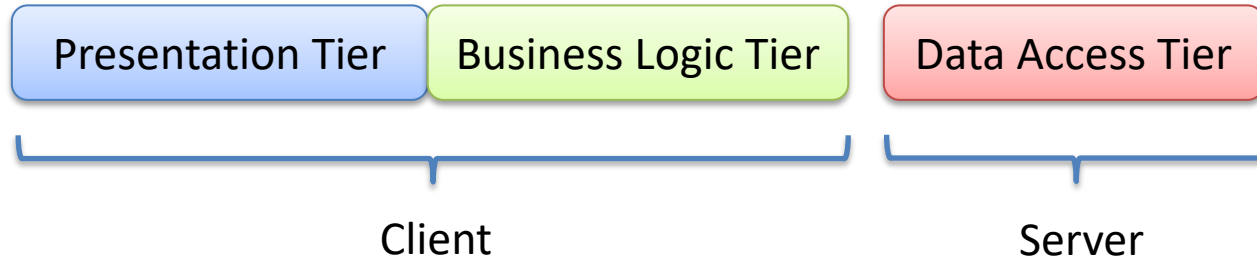 Presentation Tier
Business Logic Tier
Data Access Tier
Client
Server